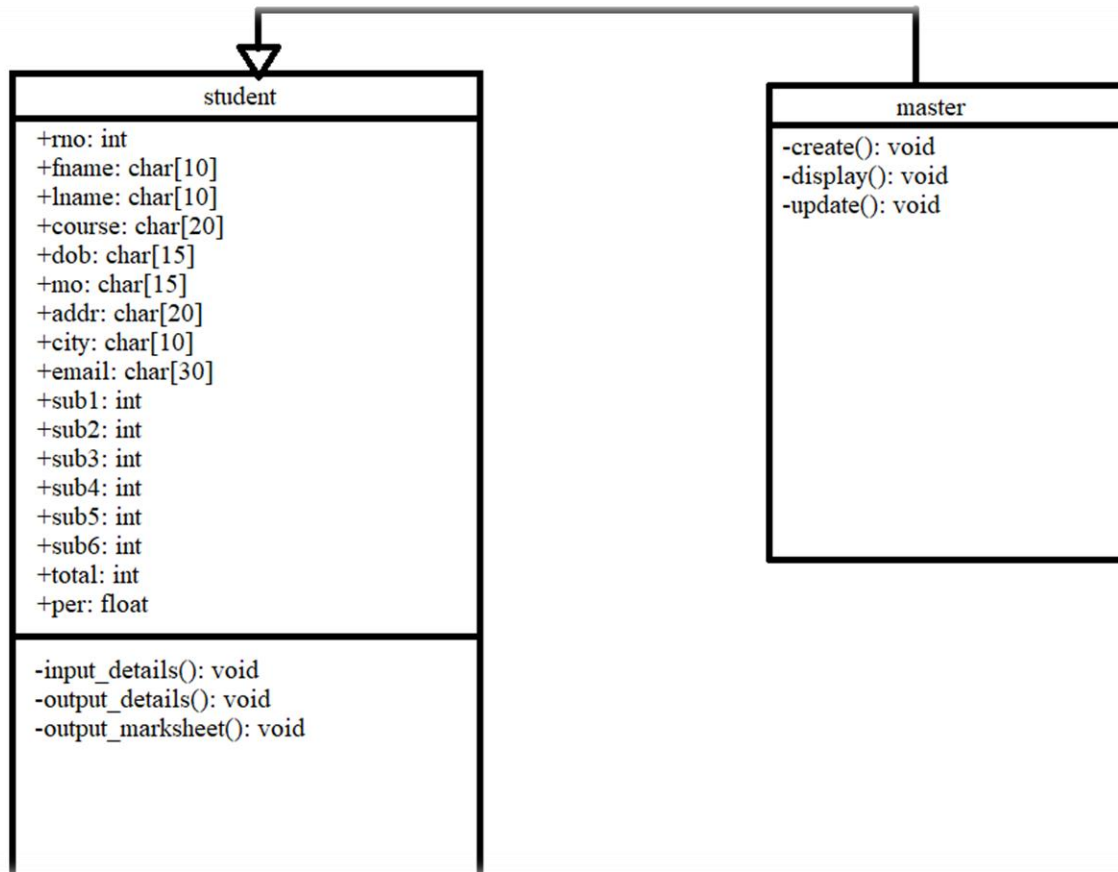 student
+rno: int
+fname: char[10]
+lname: char[10]
+course: char[20]
+dob: char[15]
+mo: char[15]
+addr: char[20]
+city: char[10]
+email: char[30]
+sub1: int
+sub2: int
+sub3: int
+sub4: int
+sub5: int
+sub6: int
+total: int
+per: float
-input_details(): void
-output_details(): void
-output_marksheet(): void
master
-create(): void
-display(): void
-update(): void